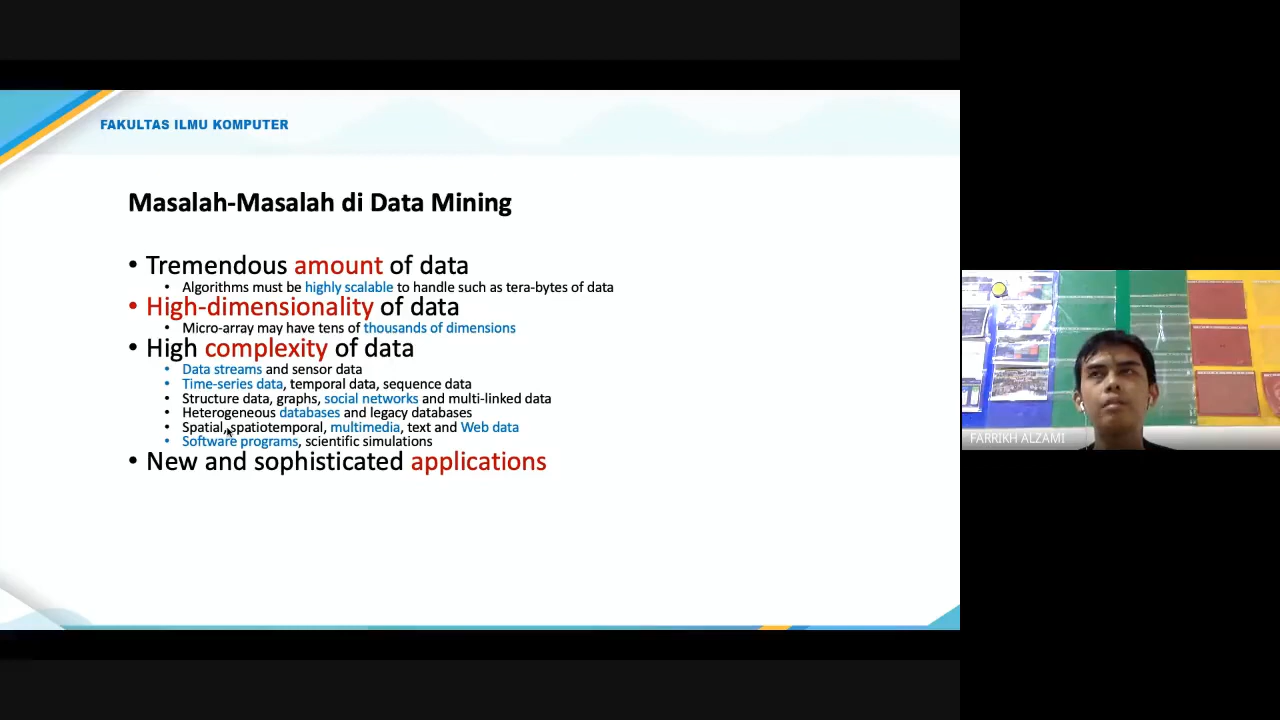 FAKULTAS ILMU KOMPUTER
Masalah-Masalah di Data Mining
• Tremendous amount of data
• Algorithms must be highly scalable to handle such as tera-bytes of data
• High-dimensionality of data
• Micro-array may have tens of thousands of dimensions
• High complexity of data
• Data streams and sensor data
• Time-series data, temporal data, sequence data
• Structure data, graphs, social networks and multi-linked data
• Heterogeneous databases and legacy databases
• Spatial, spatiotemporal, multimedia, text and Web data
• Software programs, scientific simulations
• New and sophisticated applications
FARRIKH ALZAMI